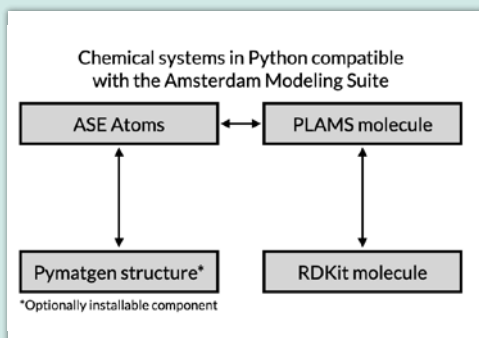 Chemical systems in Python compatible
with the Amsterdam Modeling Suite
ASE Atoms
PLAMS molecule
Pymatgen structure*
RDKit molecule
*Optionally installable component